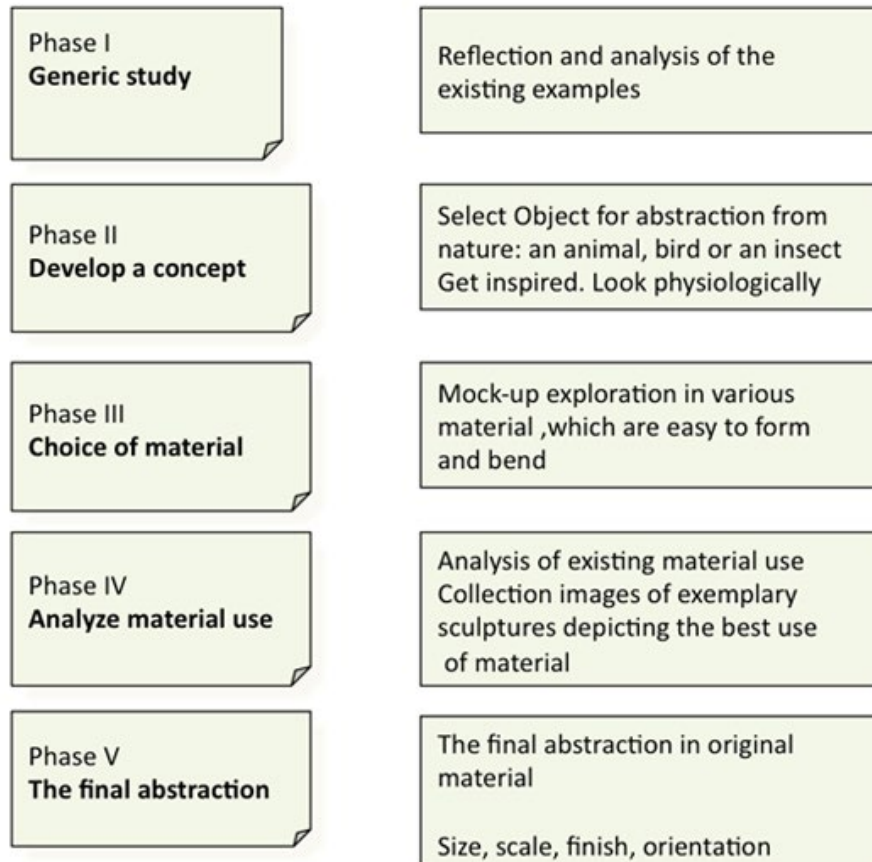 Phase I
Generic study
Reflection and analysis of the
existing examples
Phase II
Develop a concept
Select Object for abstraction from
nature: an animal, bird or an insect
Get inspired. Look physiologically
Phase III
Choice of material
Mock-up exploration in various
material ,which are easy to form
and bend
Phase IV
Analyze material use
Analysis of existing material use
Collection images of exemplary
sculptures depicting the best use
of material
Phase V
The final abstraction
The final abstraction in original
material
Size, scale, finish, orientation